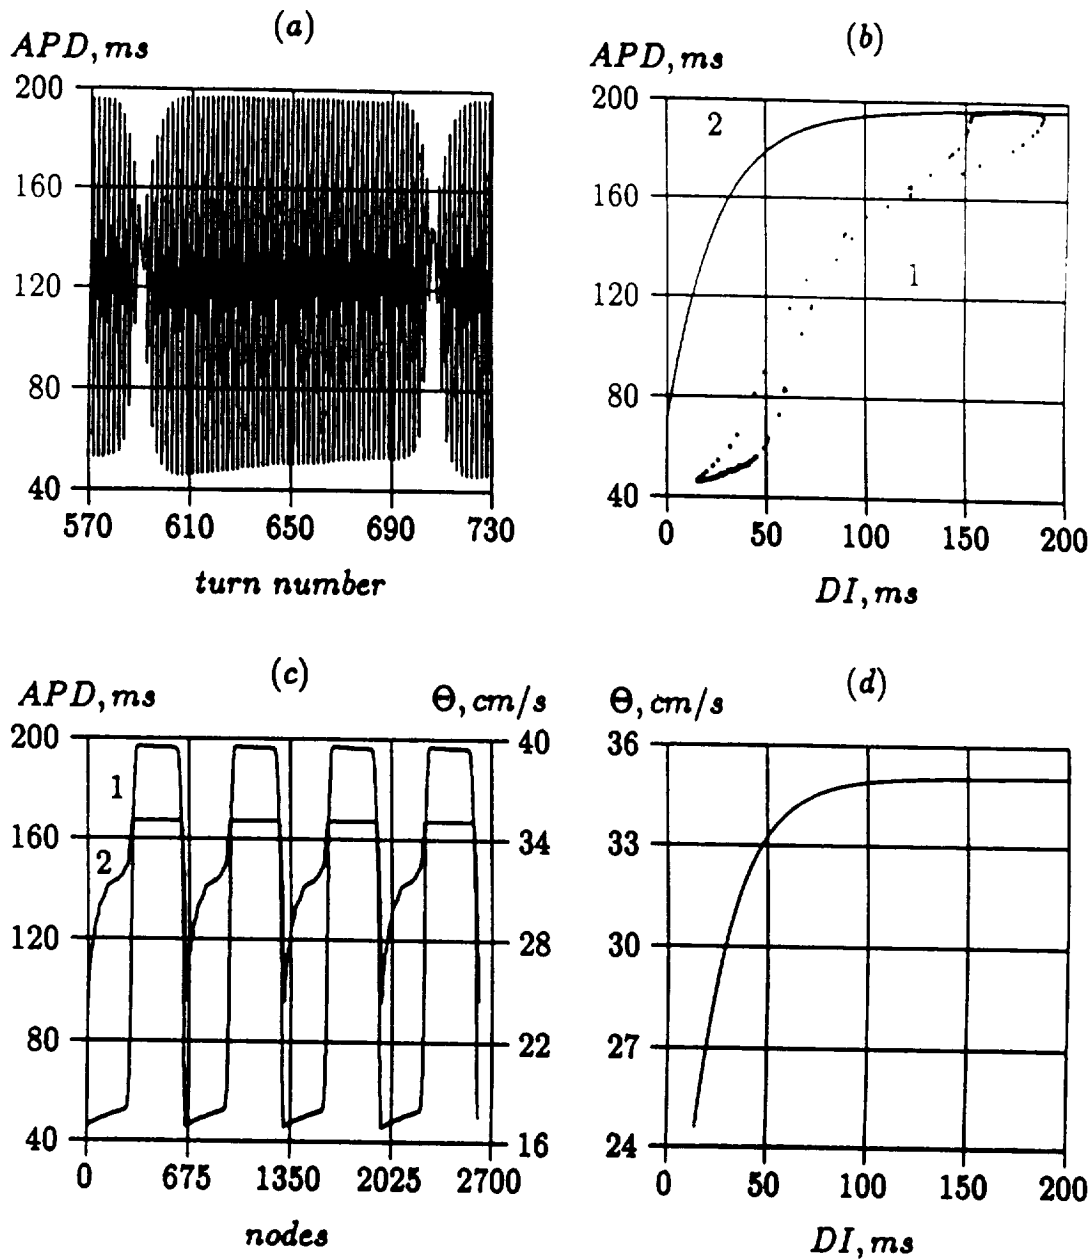 (a)
APD, ms
200
160
120
80
40
570 610 650 690 730
turn number
(b)
APD, ms
200
160
120
80
40
2
1
0 50 100 150 200
DI, ms
(c)
APD, ms
Θ, cm/s
200
160
120
80
40
1
2
40
34
28
22
16
0 675 1350 2025 2700
nodes
(d)
Θ, cm/s
36
33
30
27
24
0 50 100 150 200
DI, ms